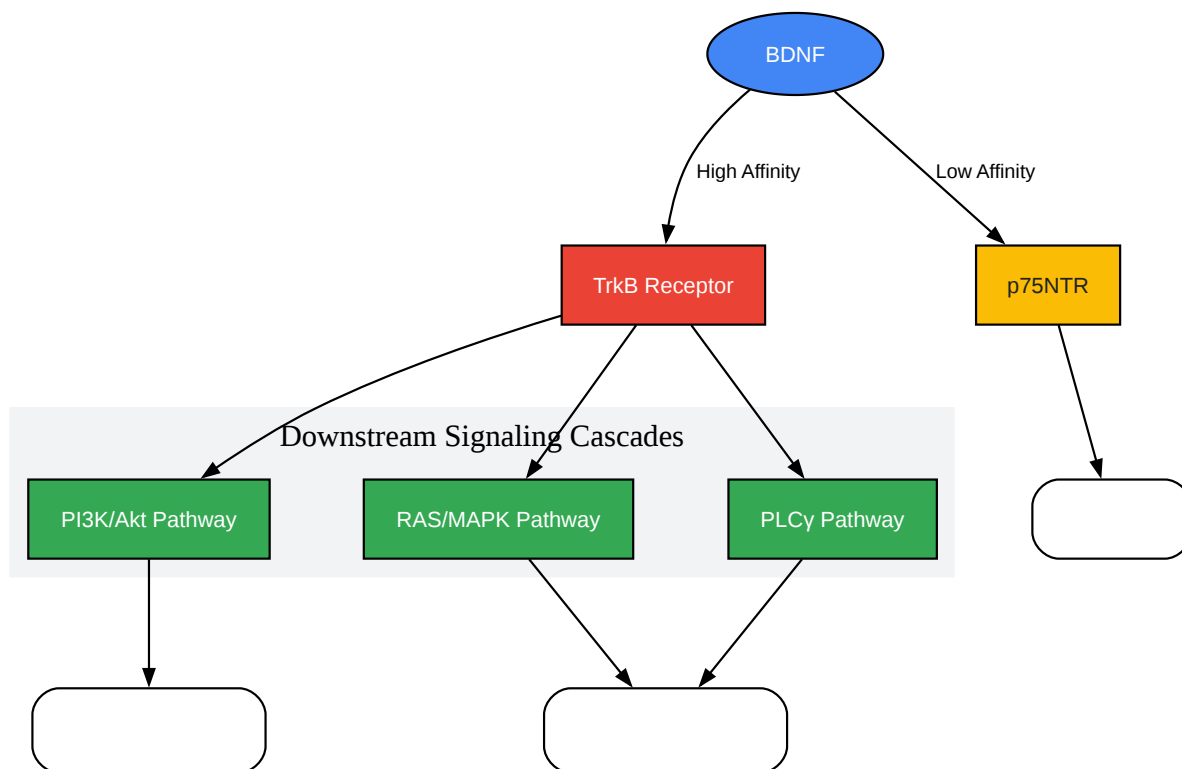 BDNF
High Affinity
Low Affinity
TrkB Receptor
p75NTR
Downstream Signaling Cascades
PI3K/Akt Pathway
RAS/MAPK Pathway
PLCγ Pathway